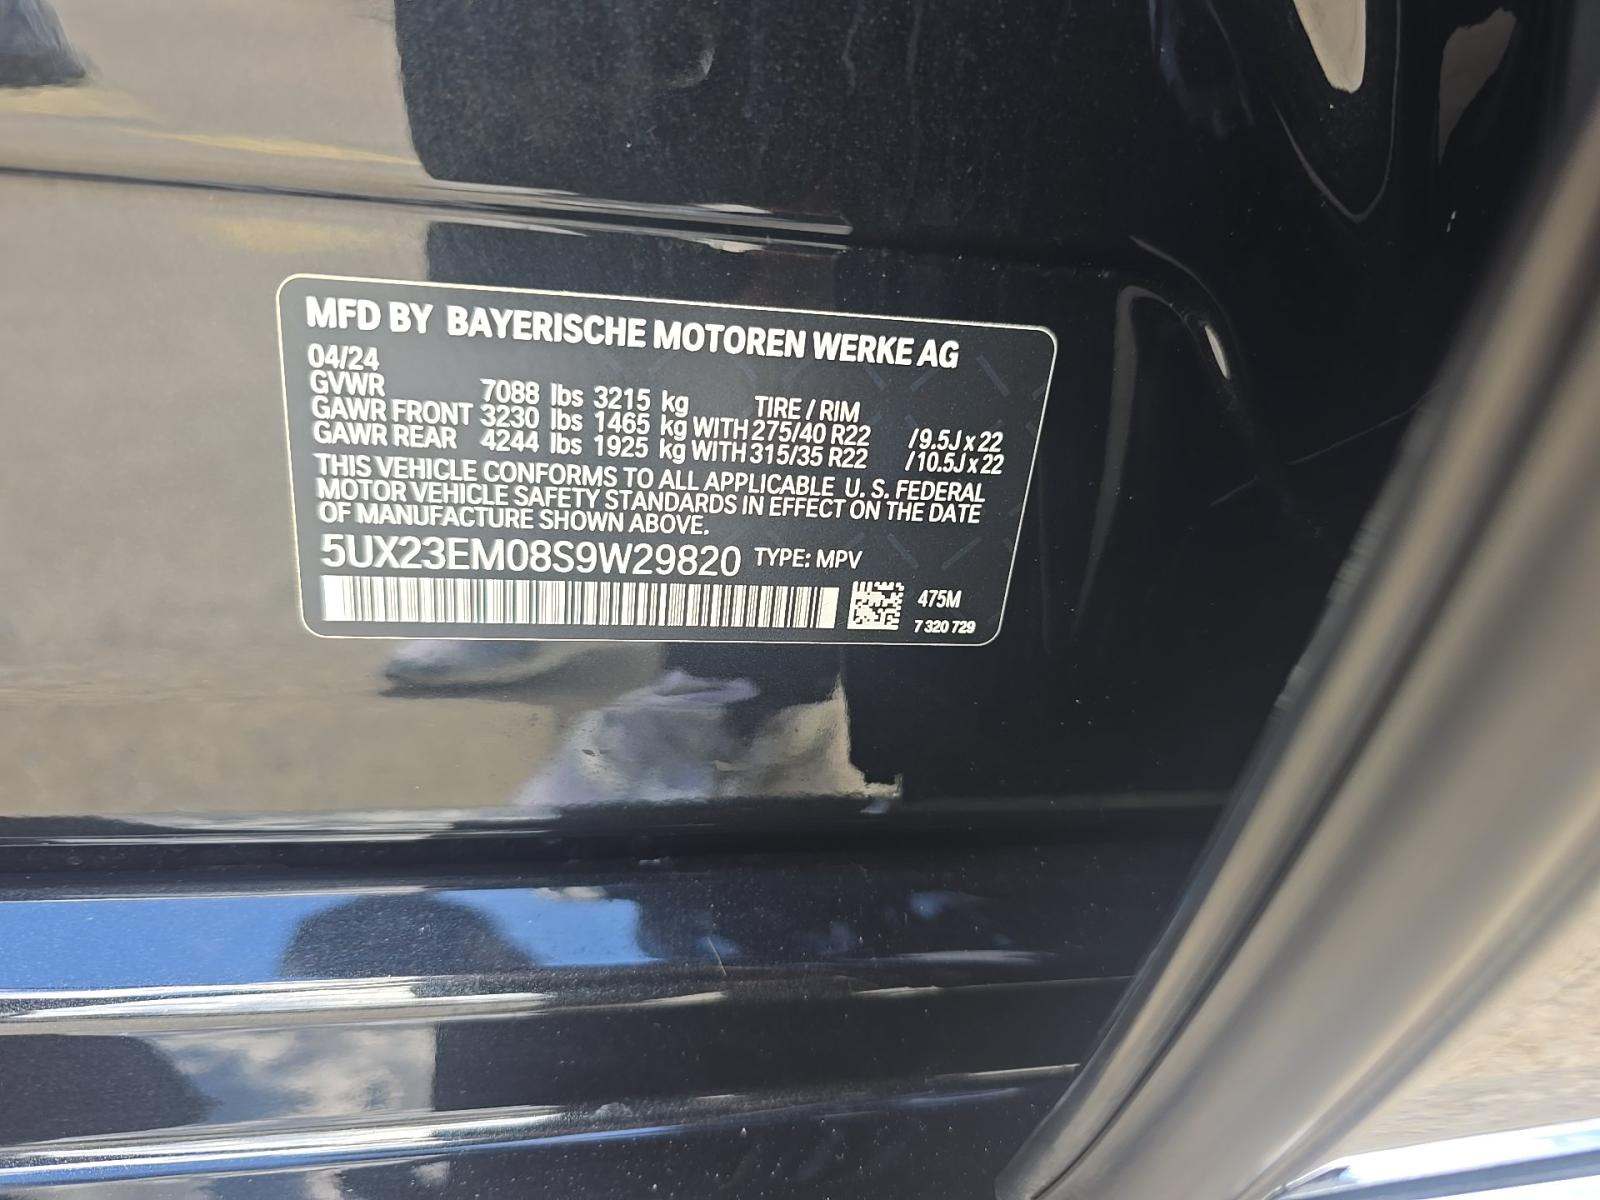 MFD BY BAYERISCHE MOTOREN WERKE AG
04/24
GVWR 7088 lbs 3215 kg TIRE / RIM
GAWR FRONT 3230 lbs 1465 kg WITH 275/40 R22 /9.5J x 22
GAWR REAR 4244 lbs 1925 kg WITH 315/35 R22 /10.5J x 22
THIS VEHICLE CONFORMS TO ALL APPLICABLE U. S. FEDERAL
MOTOR VEHICLE SAFETY STANDARDS IN EFFECT ON THE DATE
OF MANUFACTURE SHOWN ABOVE.
5UX23EM08S9W29820 TYPE: MPV
475M
7 320 729